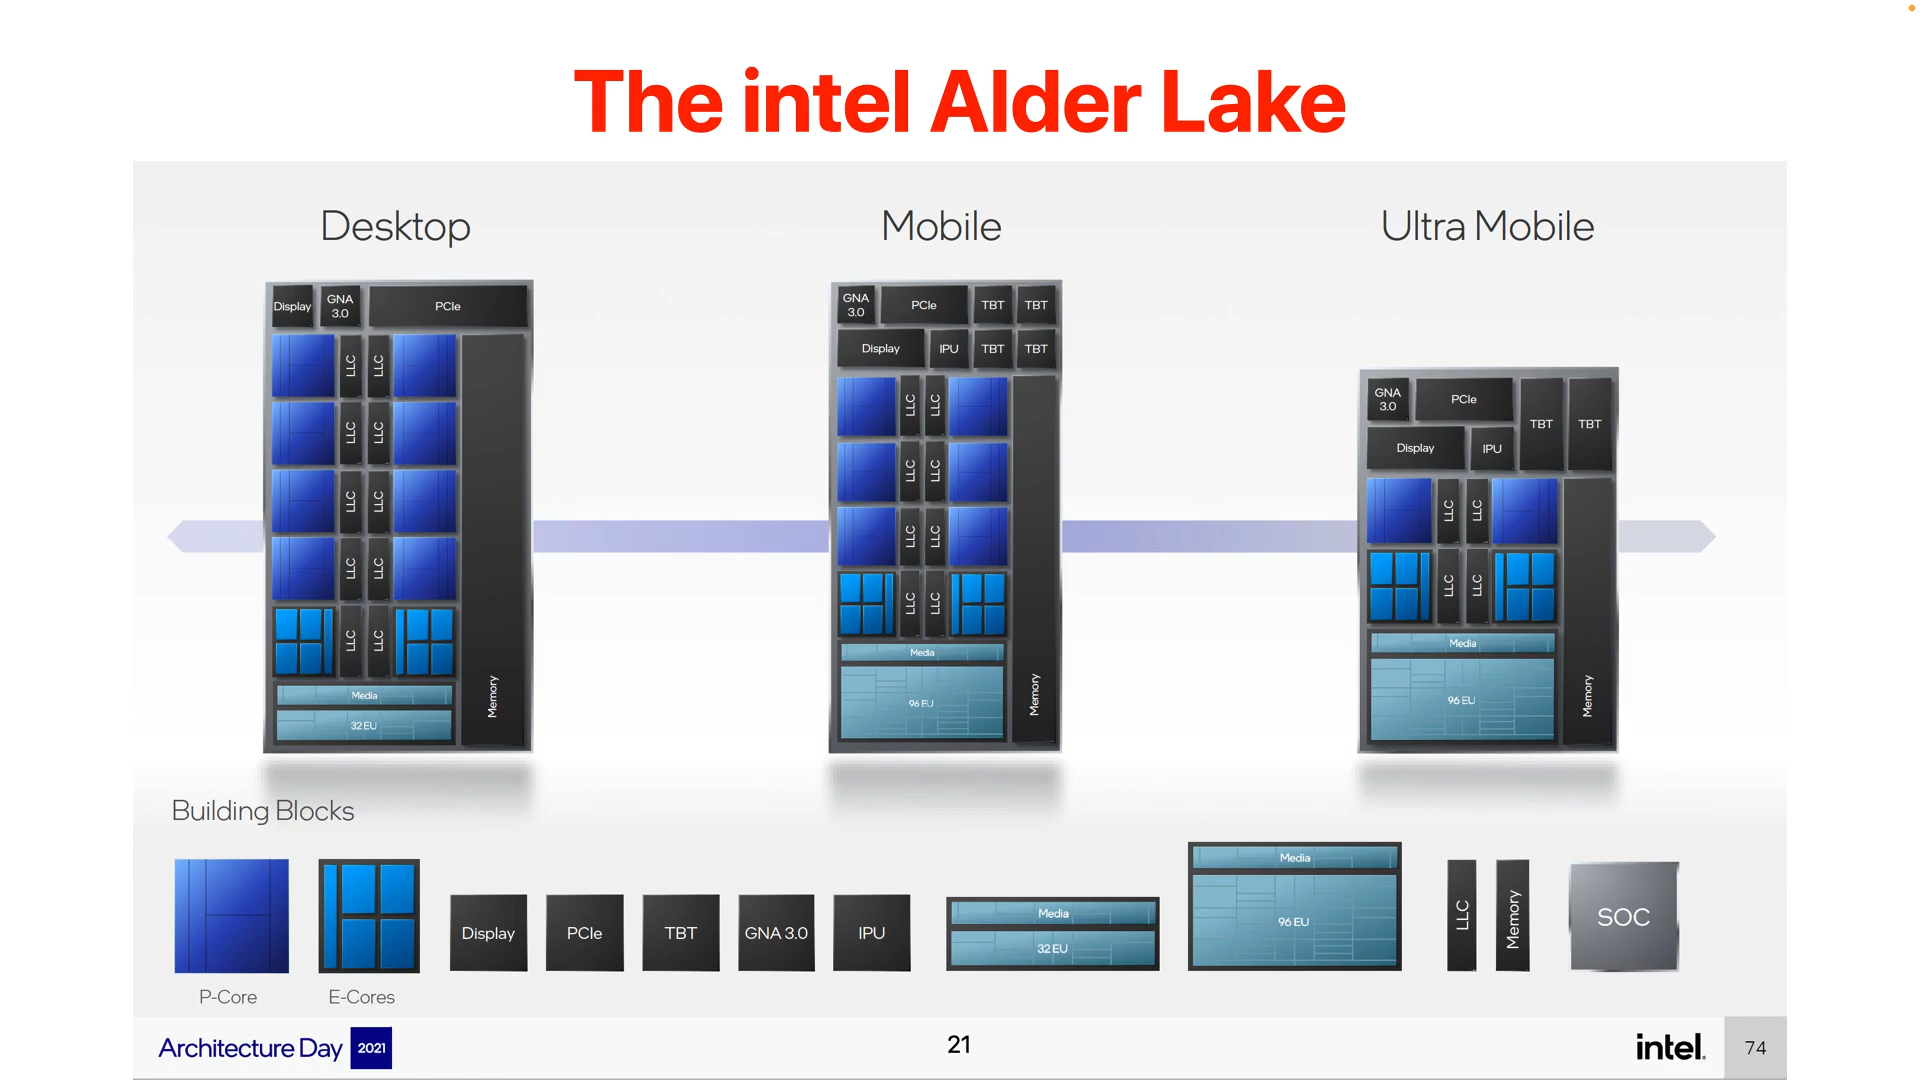 The intel Alder Lake
Desktop
Mobile
Ultra Mobile
Display
GNA
3.0
PCIe
LLC
LLC
LLC
LLC
LLC
LLC
LLC
LLC
LLC
LLC
Media
32 EU
Memory
GNA
3.0
PCIe
TBT
TBT
Display
IPU
TBT
TBT
LLC
LLC
LLC
LLC
LLC
LLC
LLC
LLC
Media
96 EU
Memory
GNA
3.0
PCIe
TBT
TBT
Display
IPU
LLC
LLC
LLC
LLC
Media
96 EU
Memory
Building Blocks
P-Core
E-Cores
Display
PCIe
TBT
GNA 3.0
IPU
Media
32 EU
Media
96 EU
LLC
Memory
SOC
Architecture Day 2021
21
intel.
74